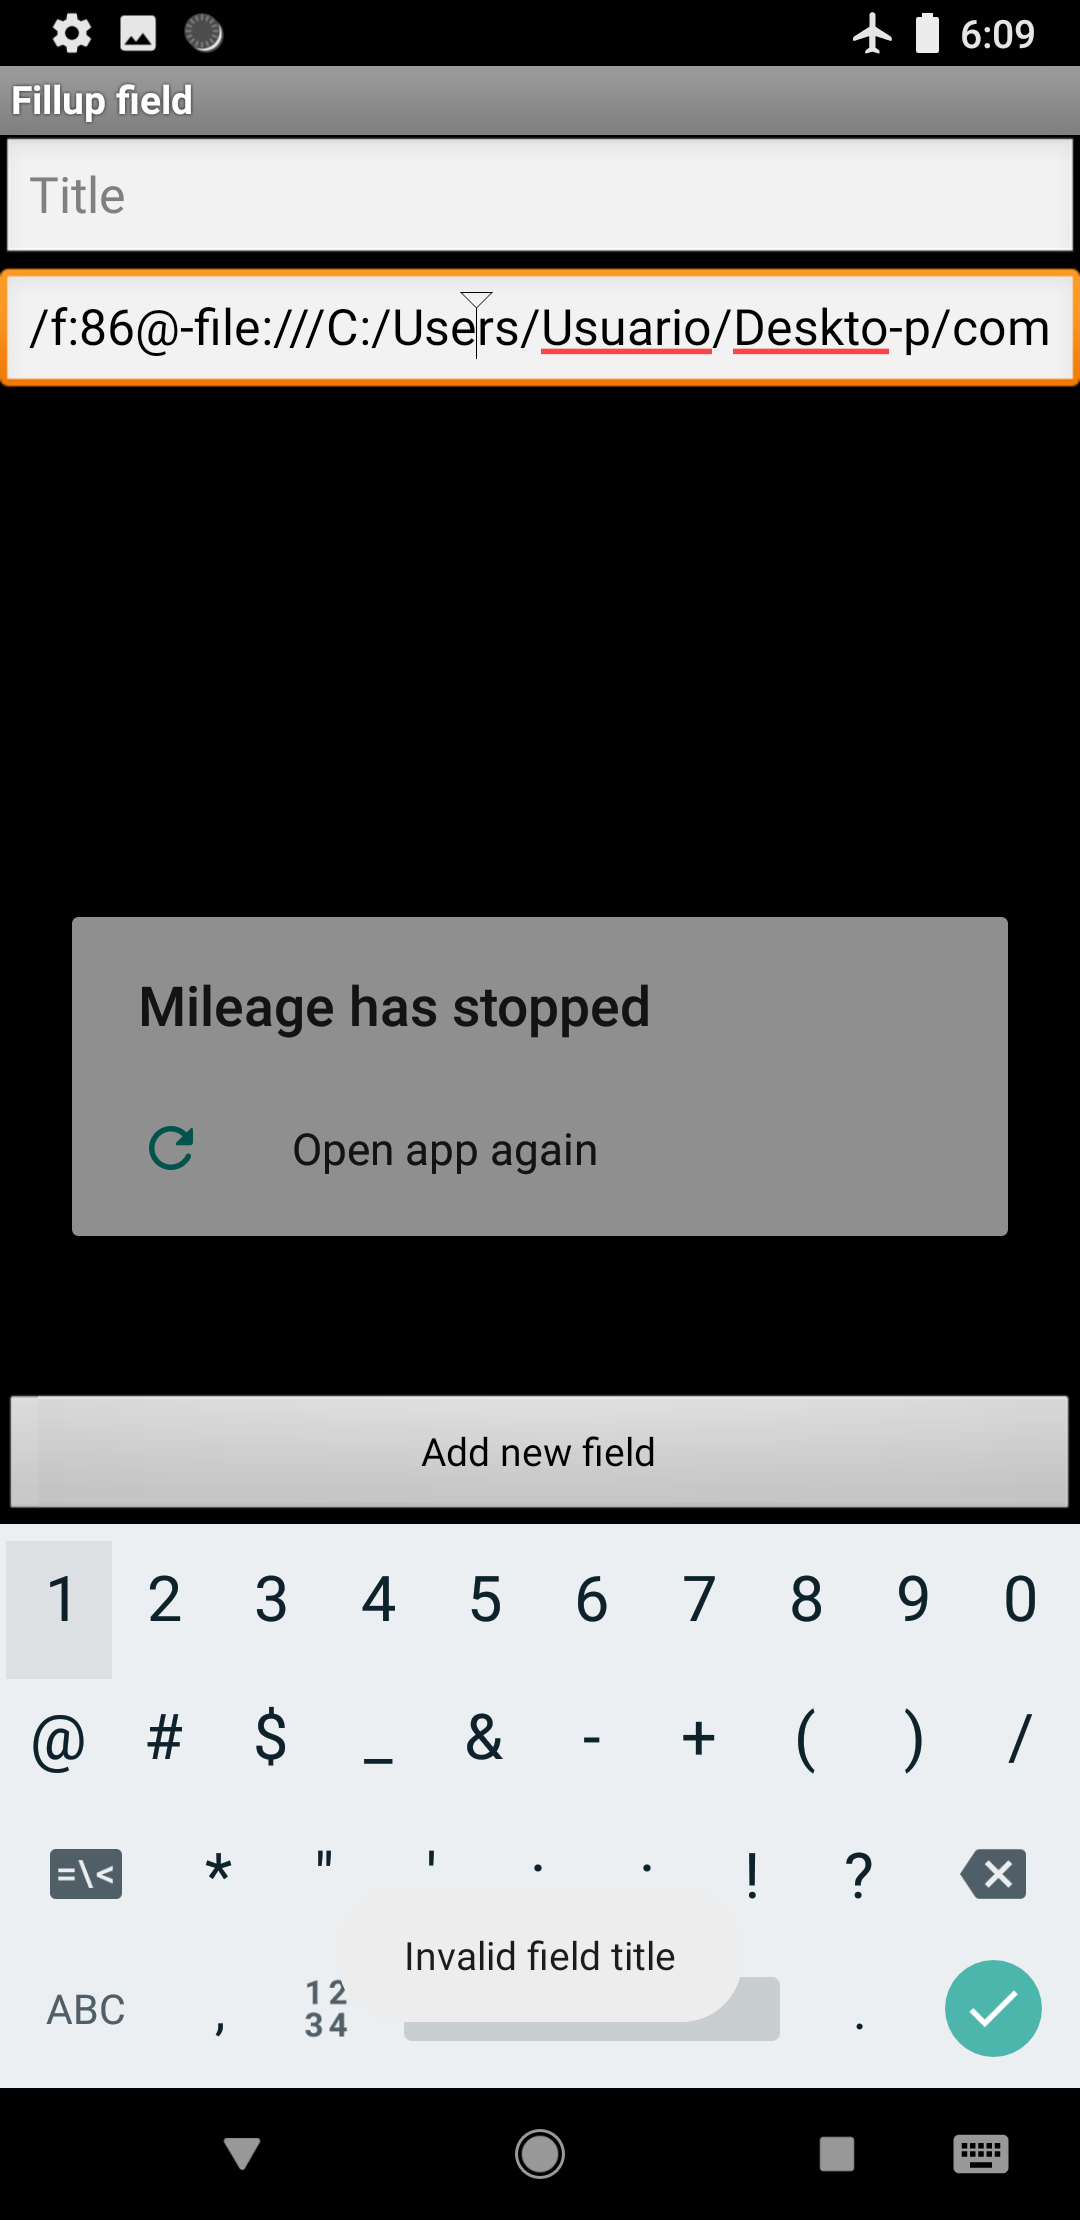 6:09
Fillup field
Title
/f:86@-file:///C:/Users/Usuario/Deskto-p/com
Mileage has stopped
Open app again
Add new field
1 2 3 4 5 6 7 8 9 0
@ # $ _ & - + ( ) /
=\< * " ' : ; ! ?
Invalid field title
ABC , 12 34 .